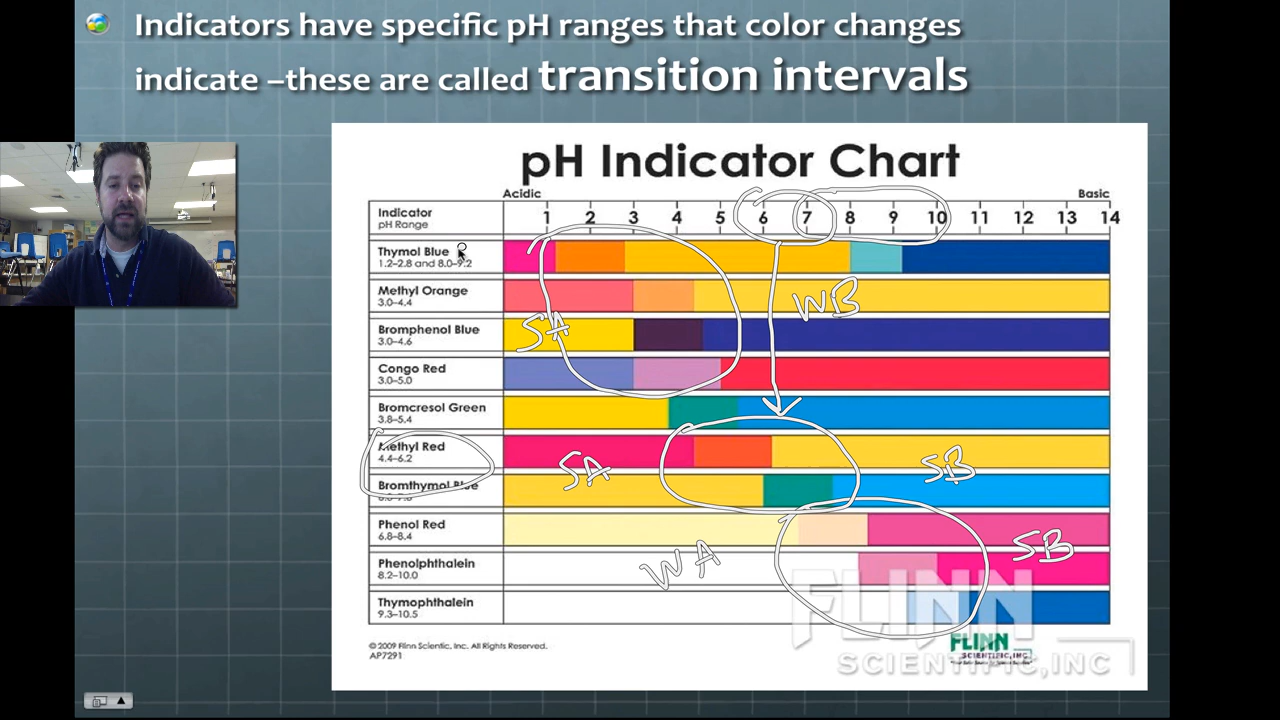 Indicators have specific pH ranges that color changes
indicate –these are called transition intervals
pH Indicator Chart
Acidic
Basic
Indicator
pH Range
1 2 3 4 5 6 7 8 9 10 11 12 13 14
Thymol Blue
1.2–2.8 and 8.0–9.2
Methyl Orange
3.0–4.4
WB
Bromphenol Blue
3.0–4.6
SA
Congo Red
3.0–5.0
Bromcresol Green
3.8–5.4
Methyl Red
4.4–6.2
SA
SB
Bromthymol Blue
Phenol Red
6.8–8.4
Phenolphthalein
8.2–10.0
WA
SB
Thymophthalein
9.3–10.5
FLINN
SCIENTIFIC, INC
© 2009 Flinn Scientific, Inc. All Rights Reserved.
AP7291
FLINN
SCIENTIFIC, INC.